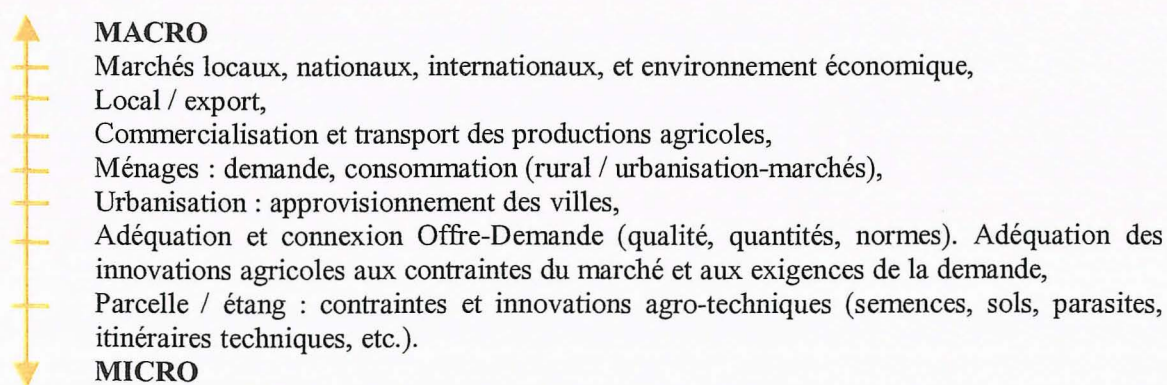 MACRO
Marchés locaux, nationaux, internationaux, et environnement économique,
Local / export,
Commercialisation et transport des productions agricoles,
Ménages : demande, consommation (rural / urbanisation-marchés),
Urbanisation : approvisionnement des villes,
Adéquation et connexion Offre-Demande (qualité, quantités, normes). Adéquation des
innovations agricoles aux contraintes du marché et aux exigences de la demande,
Parcelle / étang : contraintes et innovations agro-techniques (semences, sols, parasites,
itinéraires techniques, etc.).
MICRO